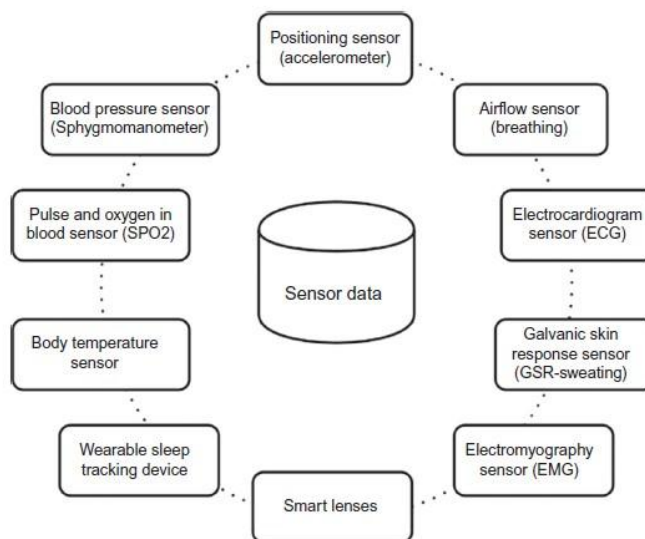 Positioning sensor
(accelerometer)
Blood pressure sensor
(Sphygmomanometer)
Airflow sensor
(breathing)
Pulse and oxygen in
blood sensor (SPO2)
Electrocardiogram
sensor (ECG)
Sensor data
Body temperature
sensor
Galvanic skin
response sensor
(GSR-sweating)
Wearable sleep
tracking device
Electromyography
sensor (EMG)
Smart lenses